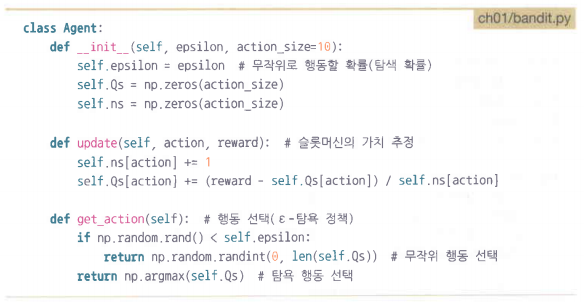 ch01/bandit.py
class Agent:
    def __init__(self, epsilon, action_size=10):
        self.epsilon = epsilon  # 무작위로 행동할 확률(탐색 확률)
        self.Qs = np.zeros(action_size)
        self.ns = np.zeros(action_size)

    def update(self, action, reward):  # 슬롯머신의 가치 추정
        self.ns[action] += 1
        self.Qs[action] += (reward - self.Qs[action]) / self.ns[action]

    def get_action(self):  # 행동 선택(ε-탐욕 정책)
        if np.random.rand() < self.epsilon:
            return np.random.randint(0, len(self.Qs))  # 무작위 행동 선택
        return np.argmax(self.Qs)  # 탐욕 행동 선택